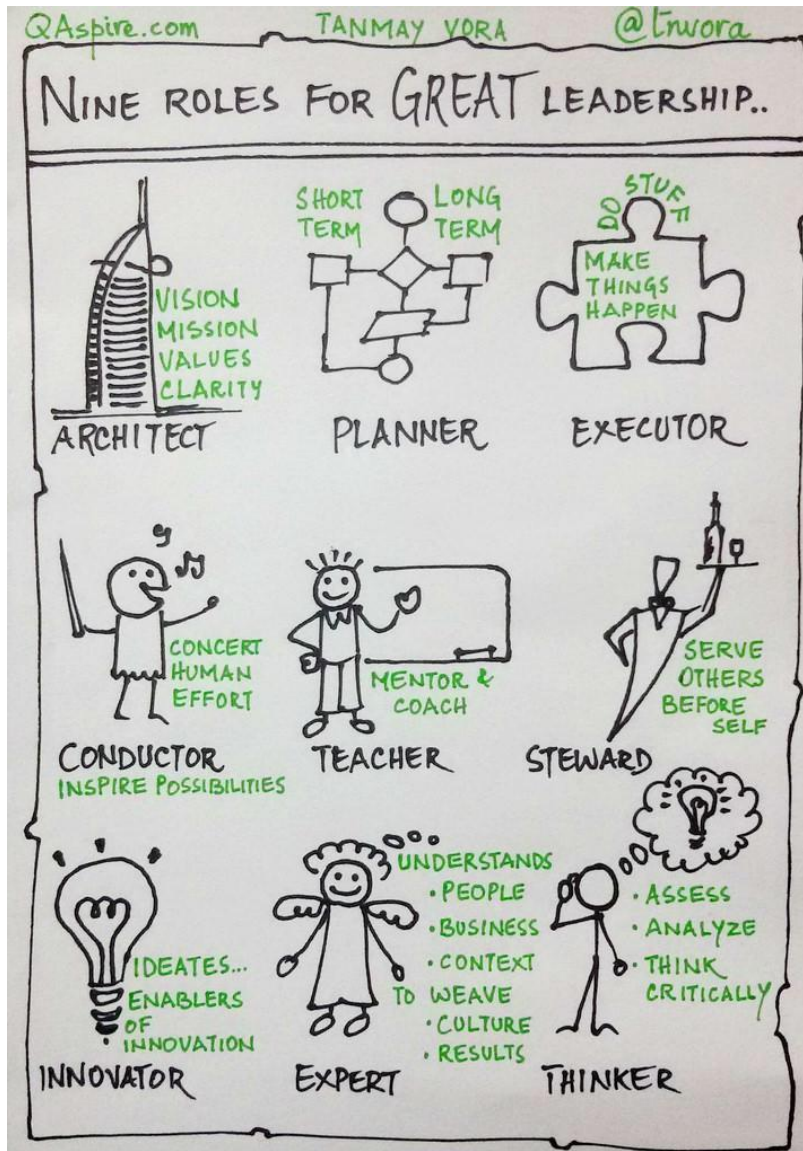 QAspire.com TANMAY VORA @tnvora
NINE ROLES FOR GREAT LEADERSHIP..
VISION
MISSION
VALUES
CLARITY
ARCHITECT
SHORT TERM
LONG TERM
PLANNER
DO STUFF
MAKE
THINGS
HAPPEN
EXECUTOR
CONCERT
HUMAN
EFFORT
CONDUCTOR
INSPIRE POSSIBILITIES
MENTOR &
COACH
TEACHER
SERVE
OTHERS
BEFORE
SELF
STEWARD
IDEATES...
ENABLERS
OF
INNOVATION
INNOVATOR
UNDERSTANDS
• PEOPLE
• BUSINESS
• CONTEXT
TO WEAVE
• CULTURE
• RESULTS
EXPERT
• ASSESS
• ANALYZE
• THINK
CRITICALLY
THINKER